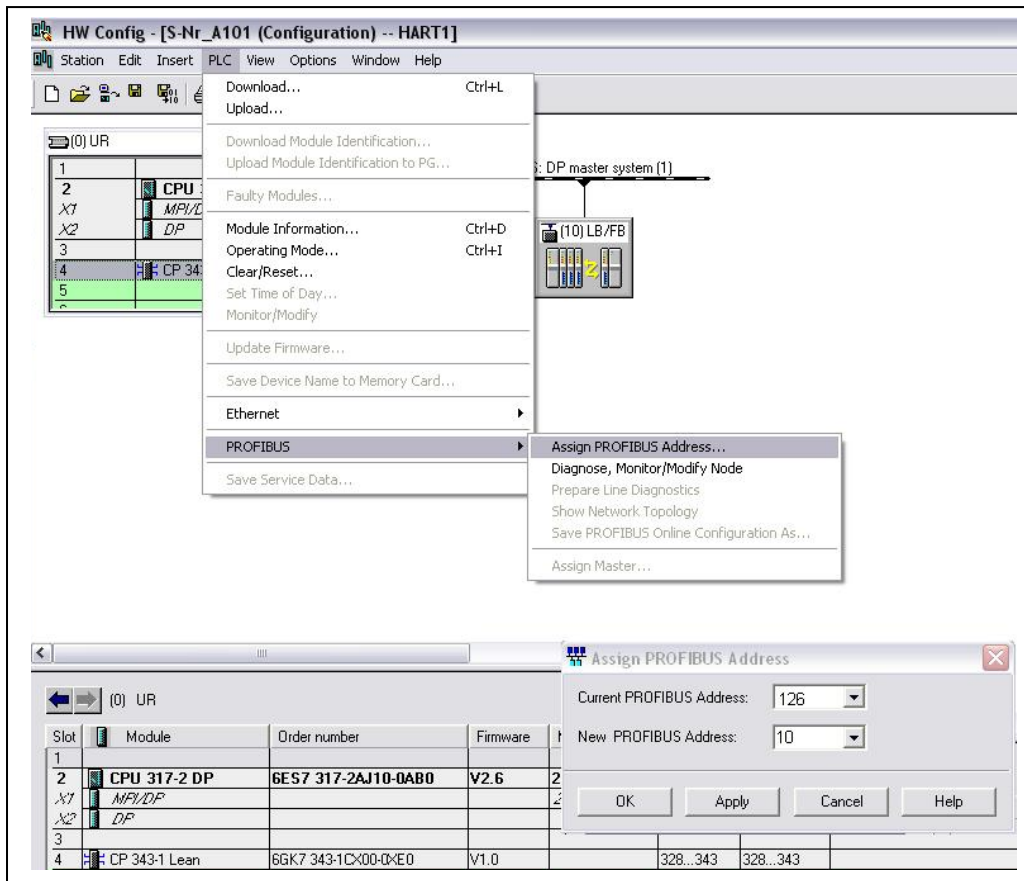 HW Config - [S-Nr_A101 (Configuration) -- HART1]
Station Edit Insert PLC View Options Window Help
Download... Ctrl+L
Upload...
(0) UR
Download Module Identification...
Upload Module Identification to PG...
1
: DP master system (1)
2 CPU
Faulty Modules...
X1 MPI/D
X2 DP
Module Information... Ctrl+D
(10) LB/FB
3
Operating Mode... Ctrl+I
4 CP 34
Clear/Reset...
5
Set Time of Day...
Monitor/Modify
Update Firmware...
Save Device Name to Memory Card...
Ethernet
PROFIBUS
Assign PROFIBUS Address...
Diagnose, Monitor/Modify Node
Save Service Data...
Prepare Line Diagnostics
Show Network Topology
Save PROFIBUS Online Configuration As...
Assign Master...
Assign PROFIBUS Address
Current PROFIBUS Address: 126
New PROFIBUS Address: 10
OK Apply Cancel Help
(0) UR
Slot Module Order number Firmware
1
2 CPU 317-2 DP 6ES7 317-2AJ10-0AB0 V2.6 2
X1 MPI/DP 2
X2 DP
3
4 CP 343-1 Lean 6GK7 343-1CX00-0XE0 V1.0 328...343 328...343